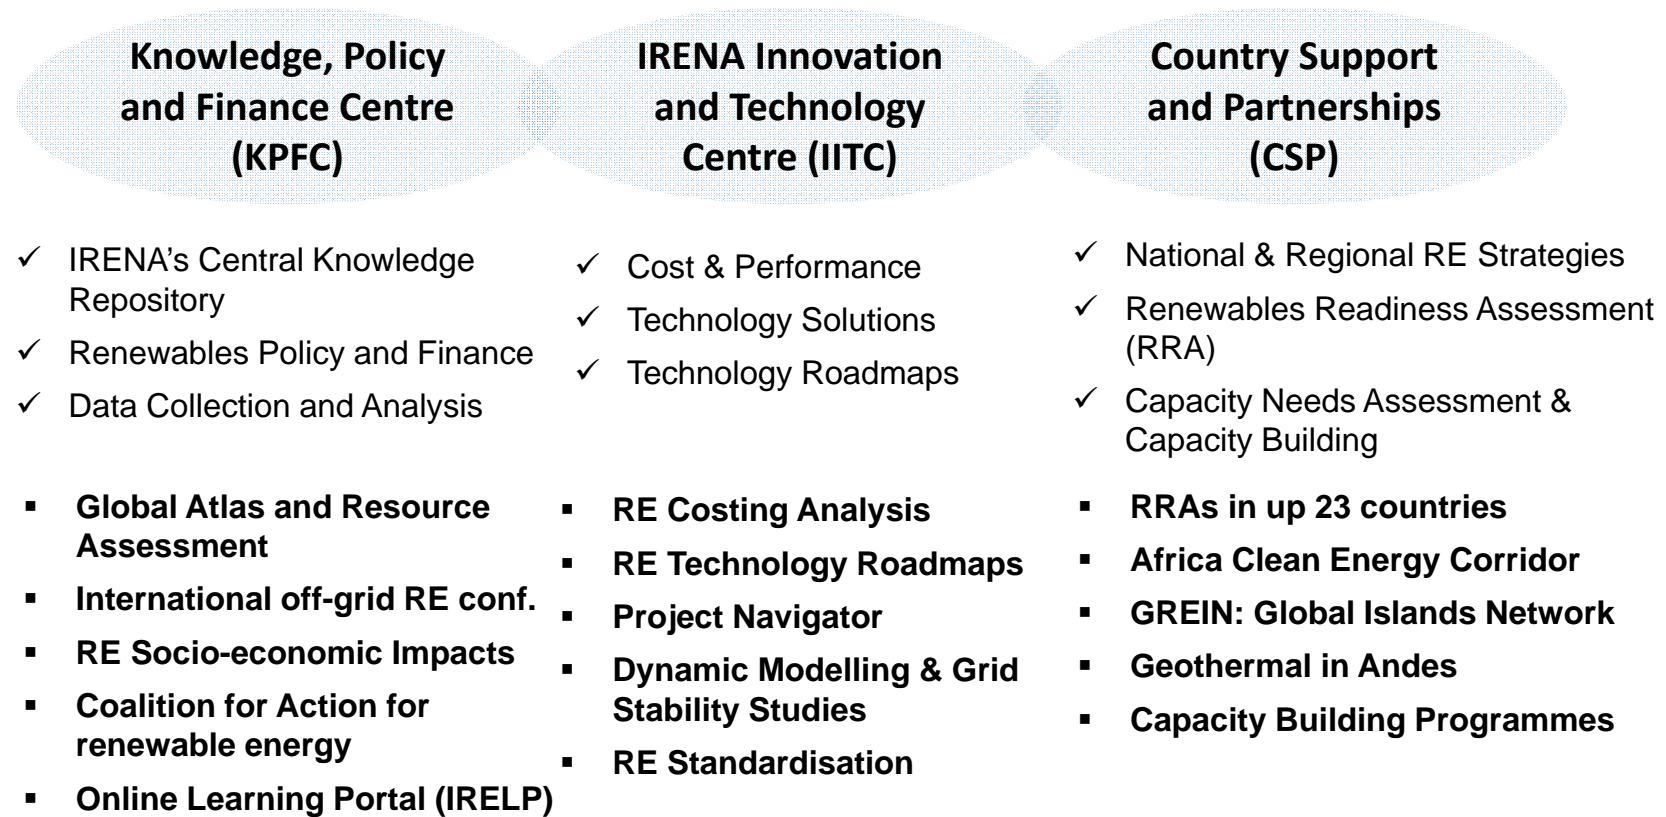 Knowledge, Policy
and Finance Centre
(KPFC)
IRENA Innovation
and Technology
Centre (IITC)
Country Support
and Partnerships
(CSP)
✓ IRENA's Central Knowledge
Repository
✓ Renewables Policy and Finance
✓ Data Collection and Analysis
✓ Cost & Performance
✓ Technology Solutions
✓ Technology Roadmaps
✓ National & Regional RE Strategies
✓ Renewables Readiness Assessment
(RRA)
✓ Capacity Needs Assessment &
Capacity Building
▪ Global Atlas and Resource
Assessment
▪ International off-grid RE conf.
▪ RE Socio-economic Impacts
▪ Coalition for Action for
renewable energy
▪ Online Learning Portal (IRELP)
▪ RE Costing Analysis
▪ RE Technology Roadmaps
▪ Project Navigator
▪ Dynamic Modelling & Grid
Stability Studies
▪ RE Standardisation
▪ RRAs in up 23 countries
▪ Africa Clean Energy Corridor
▪ GREIN: Global Islands Network
▪ Geothermal in Andes
▪ Capacity Building Programmes